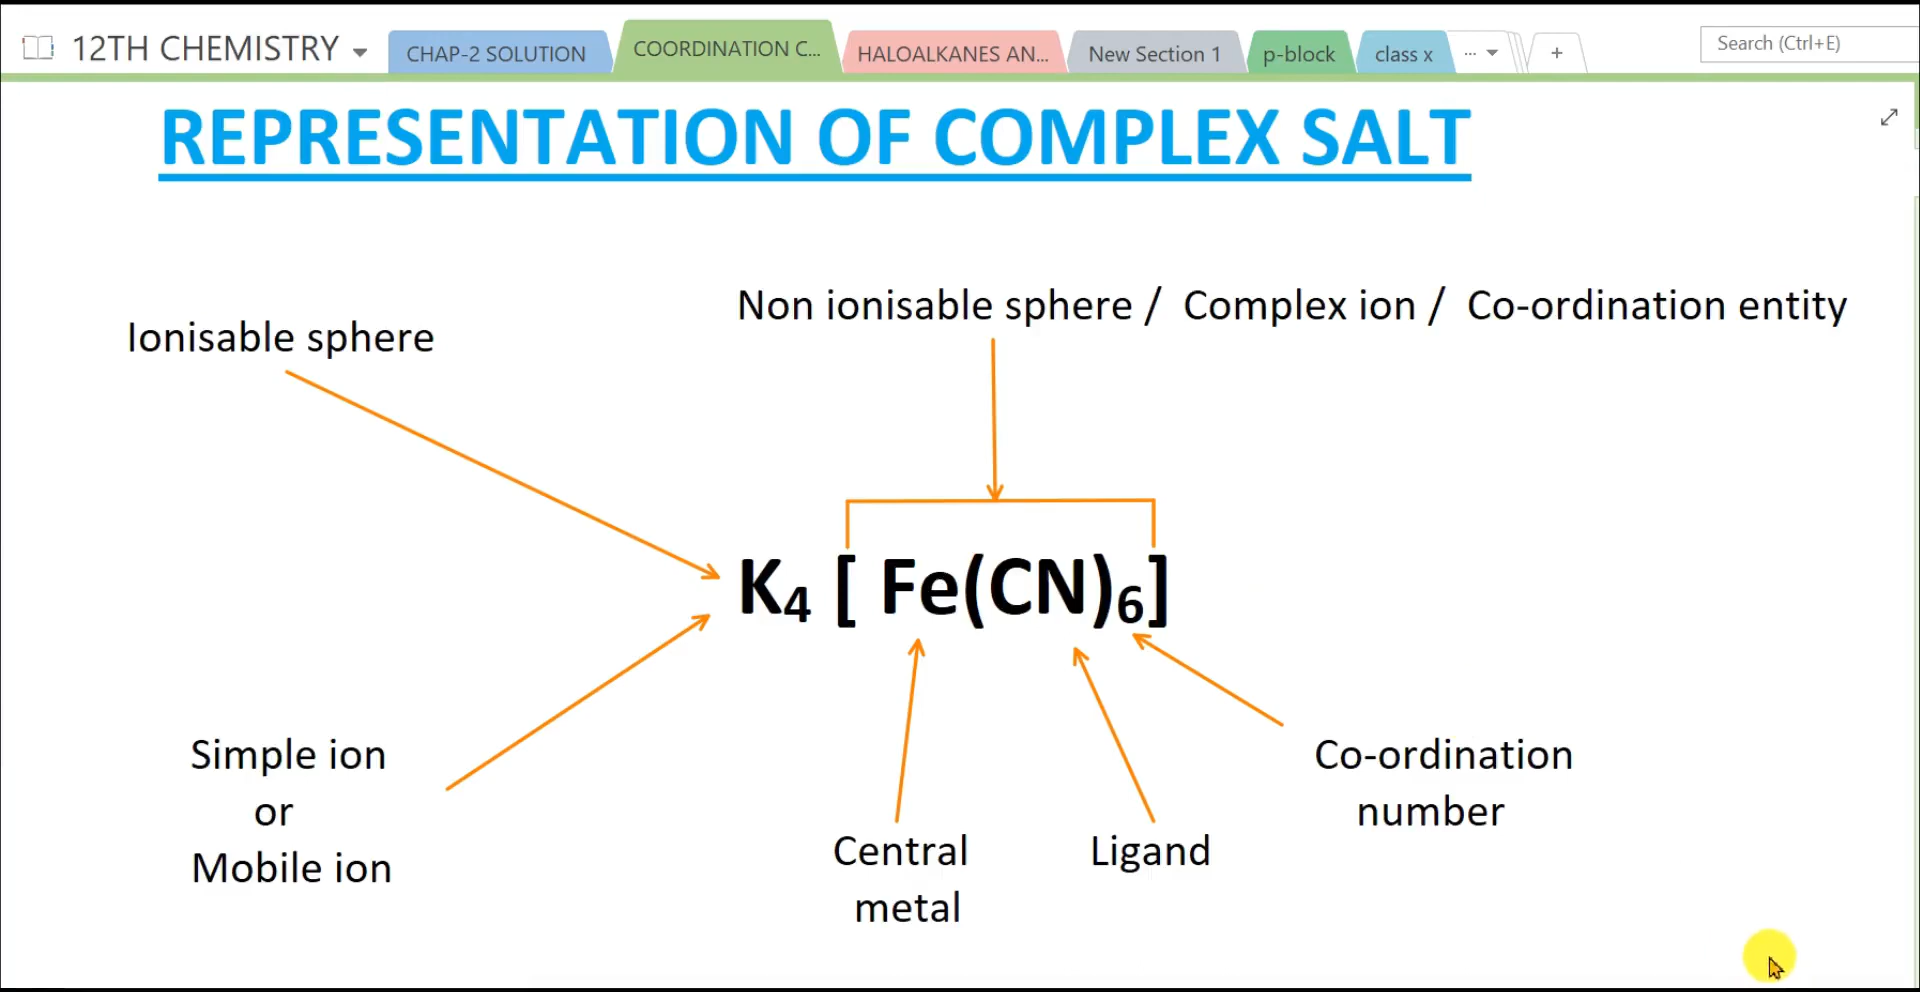 12TH CHEMISTRY
CHAP-2 SOLUTION
COORDINATION C...
HALOALKANES AN...
New Section 1
p-block
class x
...
+
Search (Ctrl+E)
REPRESENTATION OF COMPLEX SALT
Non ionisable sphere / Complex ion / Co-ordination entity
Ionisable sphere
K₄ [ Fe(CN)₆]
Simple ion
or
Mobile ion
Central
metal
Ligand
Co-ordination
number